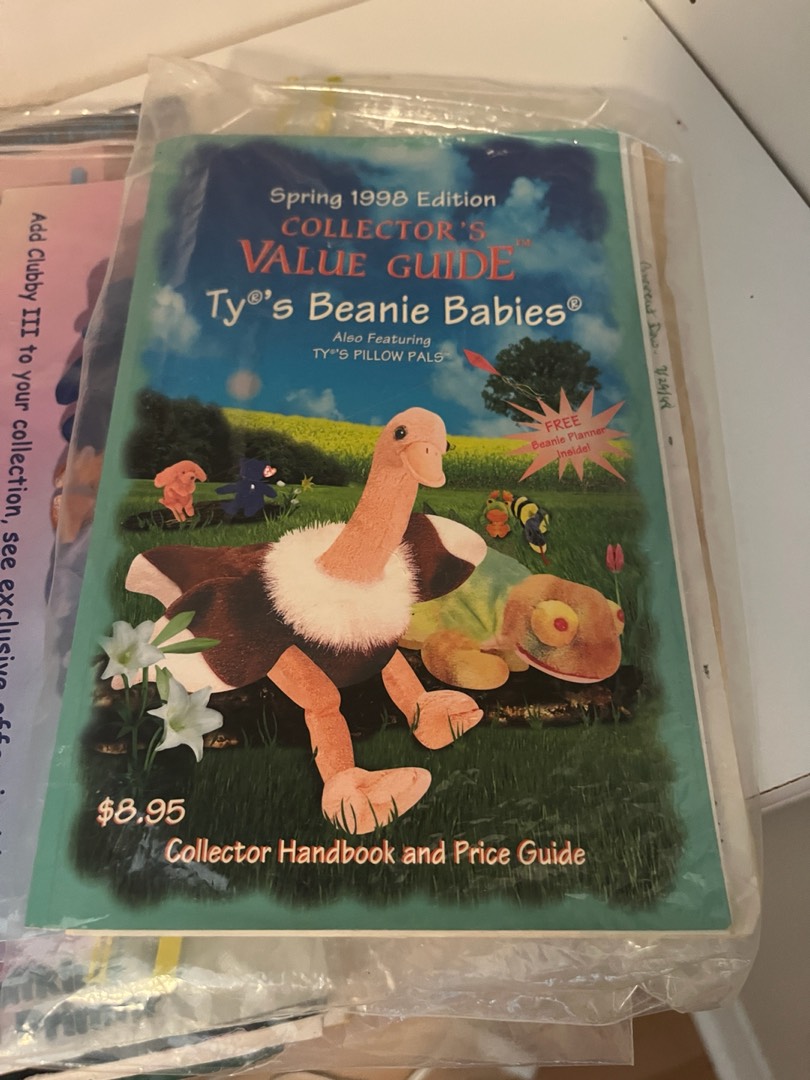 Spring 1998 Edition
COLLECTOR'S
VALUE GUIDE™
Ty®'s Beanie Babies®
Also Featuring
TY®'S PILLOW PALS™
FREE
Beanie Planner
Inside!
$8.95
Collector Handbook and Price Guide
Add Clubby III to your collection, see exclusive